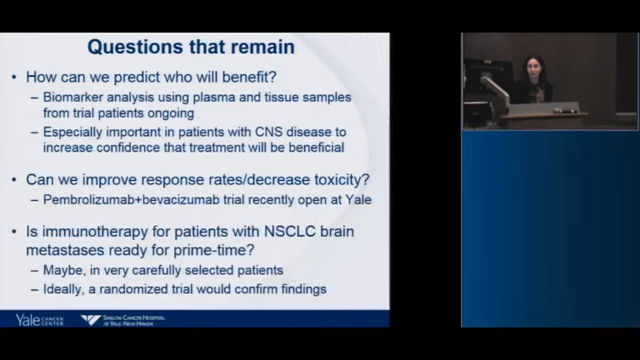 Questions that remain
• How can we predict who will benefit?
– Biomarker analysis using plasma and tissue samples
from trial patients ongoing
– Especially important in patients with CNS disease to
increase confidence that treatment will be beneficial
• Can we improve response rates/decrease toxicity?
– Pembrolizumab+bevacizumab trial recently open at Yale
• Is immunotherapy for patients with NSCLC brain
metastases ready for prime-time?
– Maybe, in very carefully selected patients
– Ideally, a randomized trial would confirm findings
Yale CANCER
CENTER
SMILOW CANCER HOSPITAL
AT YALE-NEW HAVEN